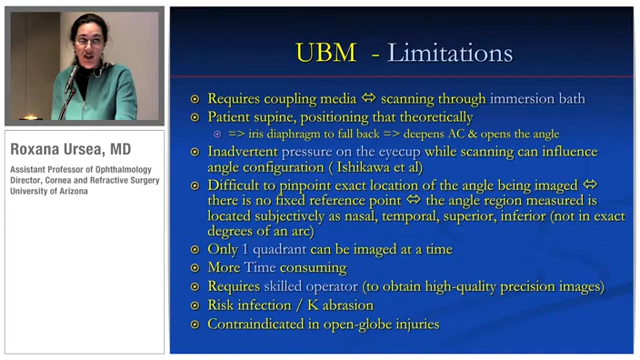 UBM - Limitations
Requires coupling media ⇔ scanning through immersion bath
Patient supine, positioning that theoretically
=> iris diaphragm to fall back => deepens AC & opens the angle
Inadvertent pressure on the eyecup while scanning can influence
angle configuration ( Ishikawa et al)
Difficult to pinpoint exact location of the angle being imaged ⇔
there is no fixed reference point ⇔ the angle region measured is
located subjectively as nasal, temporal, superior, inferior (not in exact
degrees of an arc)
Only 1 quadrant can be imaged at a time
More Time consuming
Requires skilled operator (to obtain high-quality precision images)
Risk infection / K abrasion
Contraindicated in open-globe injuries
Roxana Ursea, MD
Assistant Professor of Ophthalmology
Director, Cornea and Refractive Surgery
University of Arizona